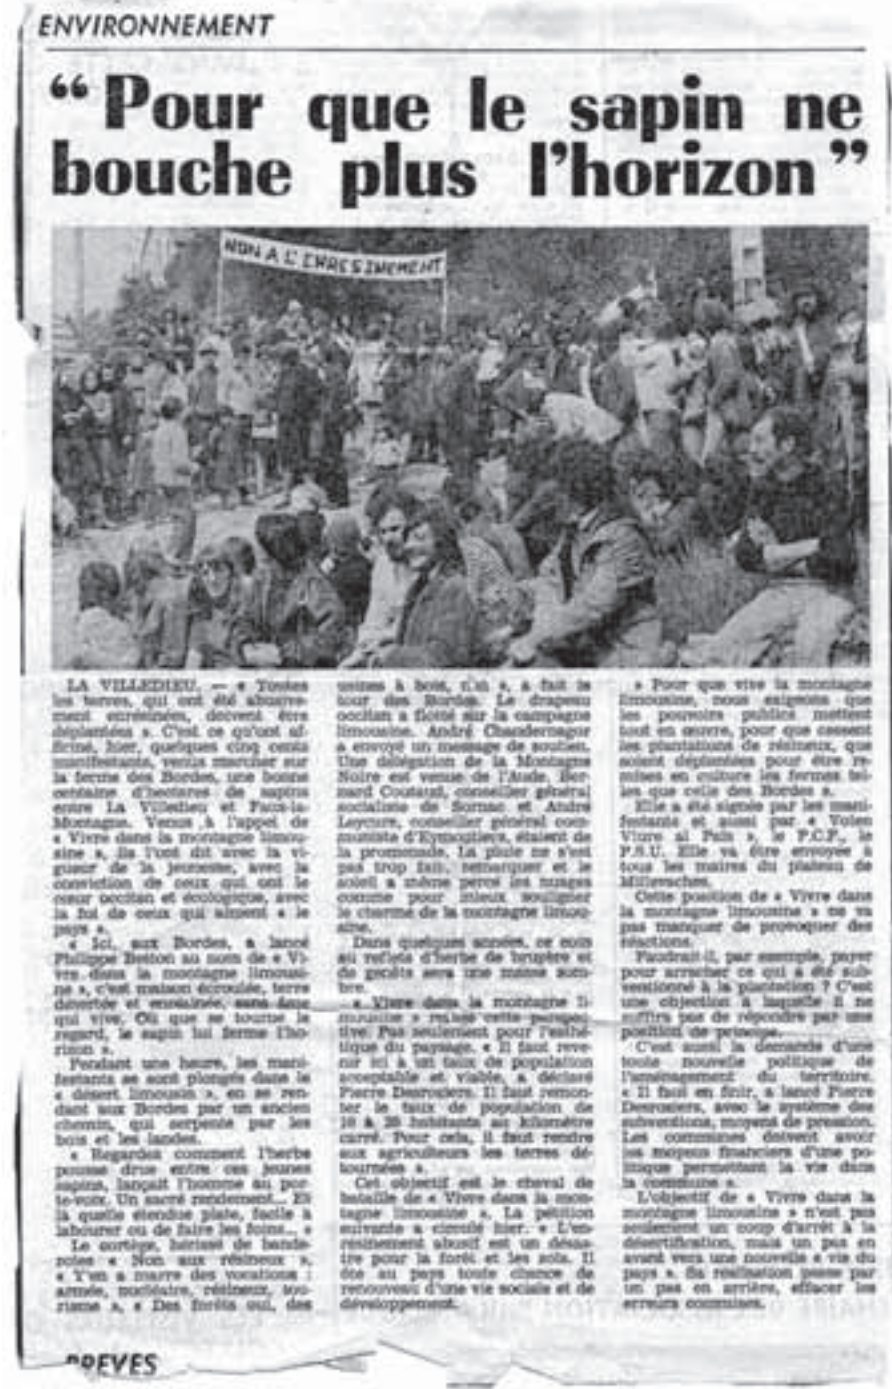 ENVIRONNEMENT
“Pour que le sapin ne
bouche plus l’horizon”
NON A L'ENRESINEMENT
LA VILLEDIEU. — « Toutes
les terres, qui ont été abusive-
ment enrésinées, doivent être
déplantées ». C'est ce qu'ont af-
firmé, hier, quelques cinq cents
manifestants, venus marcher sur
la ferme des Bordes, une bonne
centaine d'hectares de sapins
entre La Villedieu et Faux-la-
Montagne. Venus à l'appel de
« Vivre dans la montagne limou-
sine », ils l'ont dit avec la vi-
gueur de la jeunesse, avec la
conviction de ceux qui ont le
cœur occitan et écologique, avec
la foi de ceux qui aiment « le
pays ».
« Ici, aux Bordes, a lancé
Philippe Betton au nom de « Vi-
vre dans la montagne limousi-
ne », c'est maison écroulée, terre
désertée et enrésinée, sans âme
qui vive. Où que se tourne le
regard, le sapin lui ferme l'ho-
rizon ».
Pendant une heure, les mani-
festants se sont plongés dans le
« désert limousin », en se ren-
dant aux Bordes par un ancien
chemin, qui serpente par les
bois et les landes.
« Regardez comment l'herbe
pousse drue entre ces jeunes
sapins, lançait l'homme au por-
te-voix. Un sacré rendement... Et
là quelle étendue plate, facile à
labourer ou de faire les foins... »
Le cortège, hérissé de bande-
roles « Non aux résineux »,
« Y'en a marre des vocations :
armée, nucléaire, résineux, tou-
risme », « Des forêts oui, des
usines à bois, non », a fait le
tour des Bordes. Le drapeau
occitan a flotté sur la campagne
limousine. André Chandernagor
a envoyé un message de soutien.
Une délégation de la Montagne
Noire est venue de l'Aude. Ber-
nard Coutaud, conseiller général
socialiste de Sornac et André
Leycure, conseiller général com-
muniste d'Eymoutiers, étaient de
la promenade. La pluie ne s'est
pas trop fait remarquer et le
soleil a même percé les nuages
comme pour mieux souligner
le charme de la montagne limou-
sine.
Dans quelques années, ce coin
au reflets d'herbe de bruyère et
de genêts sera une masse som-
bre.
« Vivre dans la montagne li-
mousine » refuse cette perspec-
tive. Pas seulement pour l'esthé-
tique du paysage. « Il faut reve-
nir ici à un taux de population
acceptable et viable, a déclaré
Pierre Desrosiers. Il faut remon-
ter le taux de population de
10 à 20 habitants au kilomètre
carré. Pour cela, il faut rendre
aux agriculteurs les terres dé-
tournées ».
Cet objectif est le cheval de
bataille de « Vivre dans la mon-
tagne limousine ». La pétition
suivante a circulé hier. « L'en-
résinement abusif est un désas-
tre pour la forêt et les sols. Il
ôte au pays toute chance de
renouveau d'une vie sociale et de
développement.
» Pour que vive la montagne
limousine, nous exigeons que
les pouvoirs publics mettent
tout en œuvre, pour que cessent
les plantations de résineux, que
soient déplantées pour être re-
mises en culture les fermes tel-
les que celle des Bordes ».
Elle a été signée par les mani-
festants et aussi par « Volen
Viure al Païs », le P.C.F., le
P.S.U. Elle va être envoyée à
tous les maires du plateau de
Millevaches.
Cette position de « Vivre dans
la montagne limousine » ne va
pas manquer de provoquer des
réactions.
Faudrait-il, par exemple, payer
pour arracher ce qui a été sub-
ventionné à la plantation ? C'est
une objection à laquelle il ne
suffira pas de répondre par une
position de principe.
C'est aussi la demande d'une
toute nouvelle politique de
l'aménagement du territoire.
« Il faut en finir, a lancé Pierre
Desrosiers, avec le système des
subventions, moyens de pression.
Les communes doivent avoir
les moyens financiers d'une po-
litique permettant la vie dans
la commune ».
L'objectif de « Vivre dans la
montagne limousine » n'est pas
seulement un coup d'arrêt à la
désertification, mais un pas en
avant vers une nouvelle « vie du
pays ». Sa réalisation passe par
un pas en arrière, effacer les
erreurs commises.
BREVES